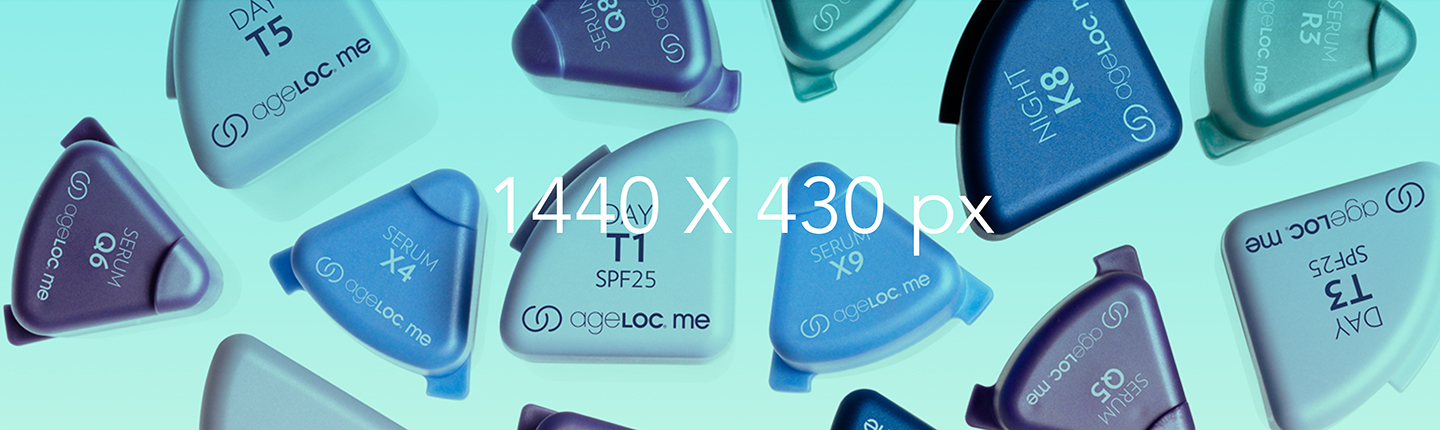 DAY
T5
ageLOC® me
SERUM
Q8
age
NIGHT
K8
ageLOC. me
SERUM
R3
ageLOC. me
1440 X 430 px
SERUM
Q6
ageLOC. me
SERUM
X4
ageLOC. me
DAY
T1
SPF25
ageLOC® me
SERUM
X9
ageLOC. me
DAY
T3
SPF25
ageLOC. me
SERUM
Q5
ageLOC. me